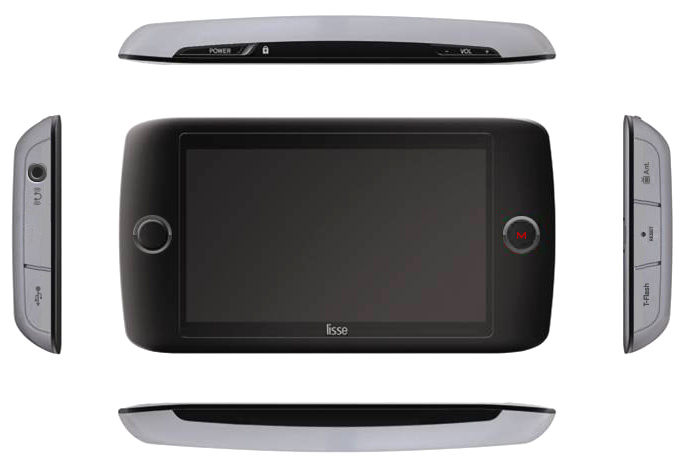 POWER
- VOL +
Ant.
RESET
M
T-Flash
lisse